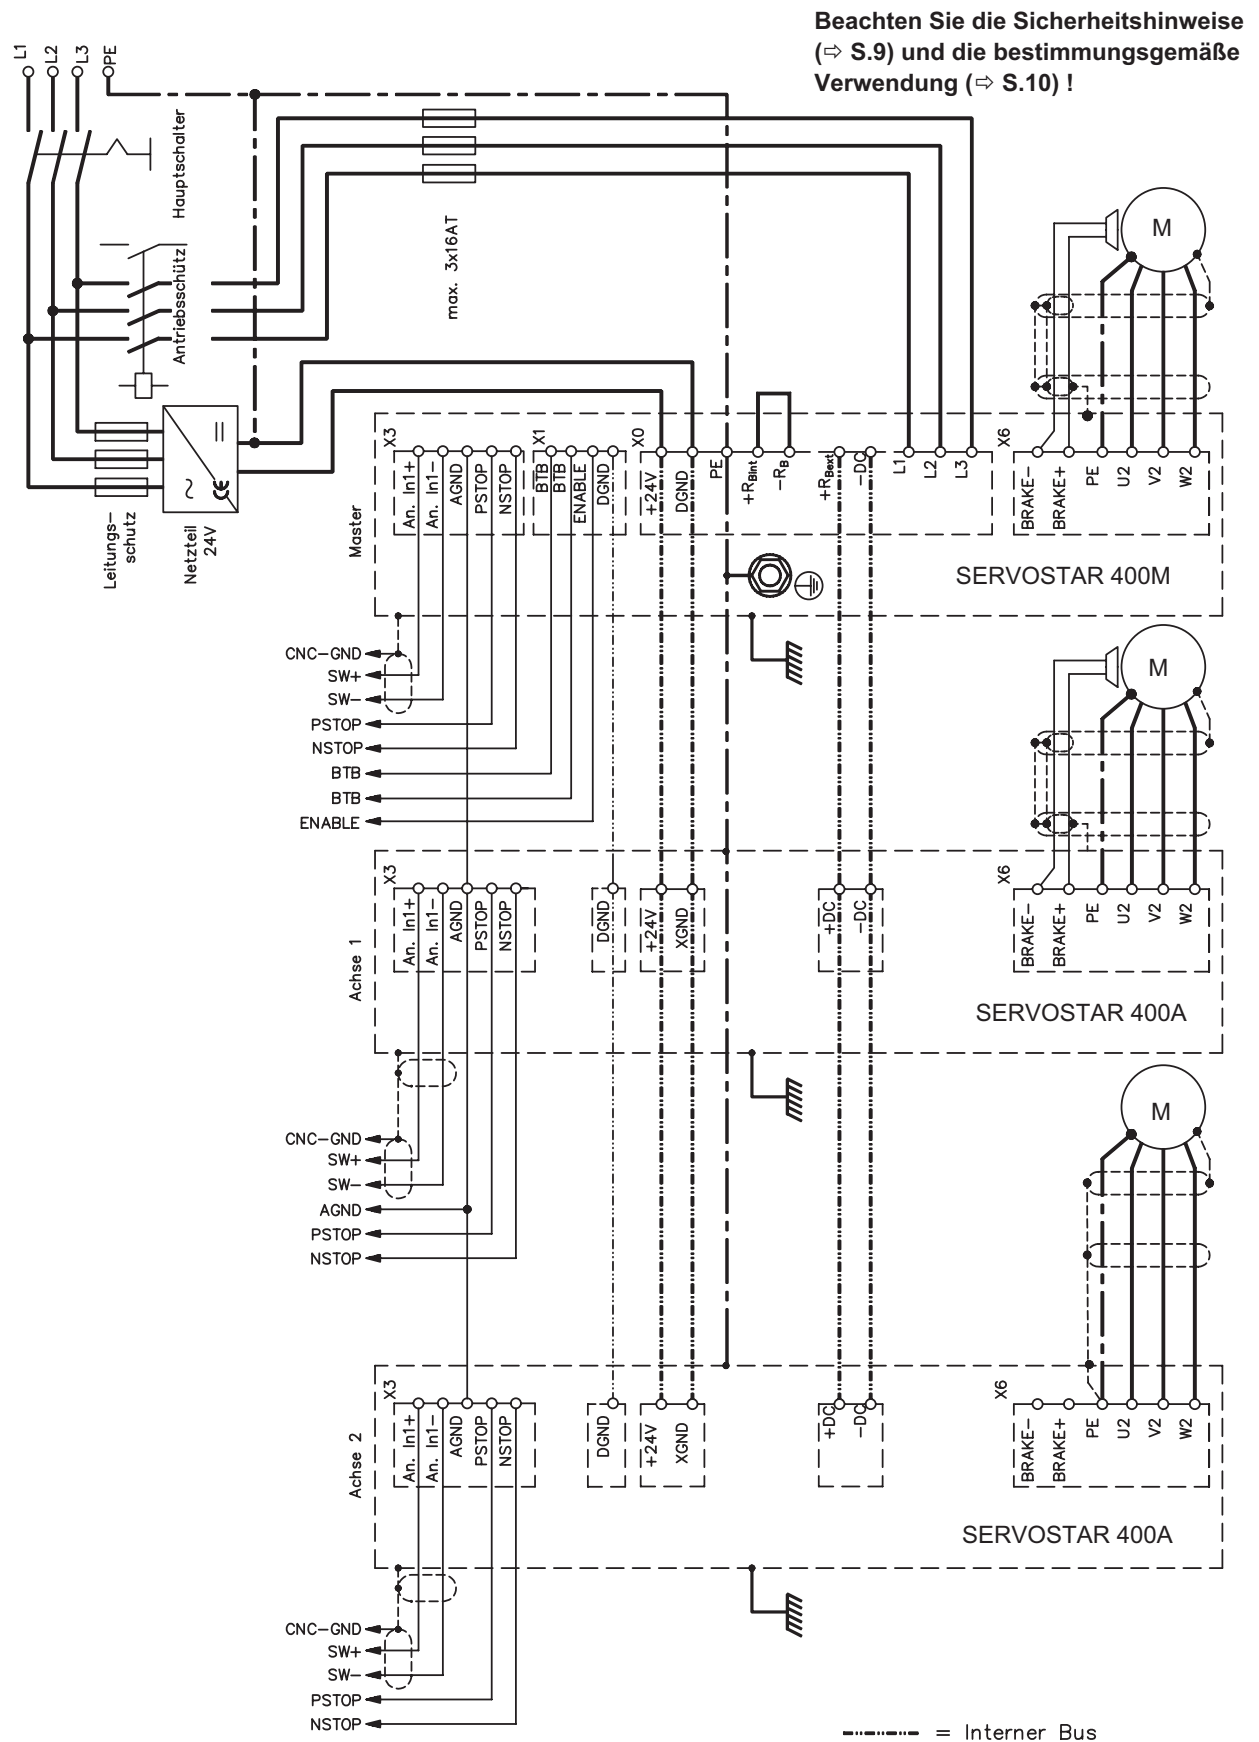 Beachten Sie die Sicherheitshinweise
(⇨ S.9) und die bestimmungsgemäße
Verwendung (⇨ S.10) !
L1
L2
L3
PE
Hauptschalter
Antriebsschütz
max. 3x16AT
Leitungs-
schutz
Netzteil
24V
CE
M
Master
X3
An. In1+
An. In1-
AGND
PSTOP
NSTOP
X1
BTB
BTB
ENABLE
DGND
X0
+24V
DGND
PE
+RBint
-RB
+RBext
-DC
L1
L2
L3
X6
BRAKE-
BRAKE+
PE
U2
V2
W2
SERVOSTAR 400M
CNC-GND
SW+
SW-
PSTOP
NSTOP
BTB
BTB
ENABLE
M
Achse 1
X3
An. In1+
An. In1-
AGND
PSTOP
NSTOP
DGND
+24V
XGND
+DC
-DC
X6
BRAKE-
BRAKE+
PE
U2
V2
W2
SERVOSTAR 400A
CNC-GND
SW+
SW-
AGND
PSTOP
NSTOP
M
Achse 2
X3
An. In1+
An. In1-
AGND
PSTOP
NSTOP
DGND
+24V
XGND
+DC
-DC
X6
BRAKE-
BRAKE+
PE
U2
V2
W2
SERVOSTAR 400A
CNC-GND
SW+
SW-
PSTOP
NSTOP
= Interner Bus